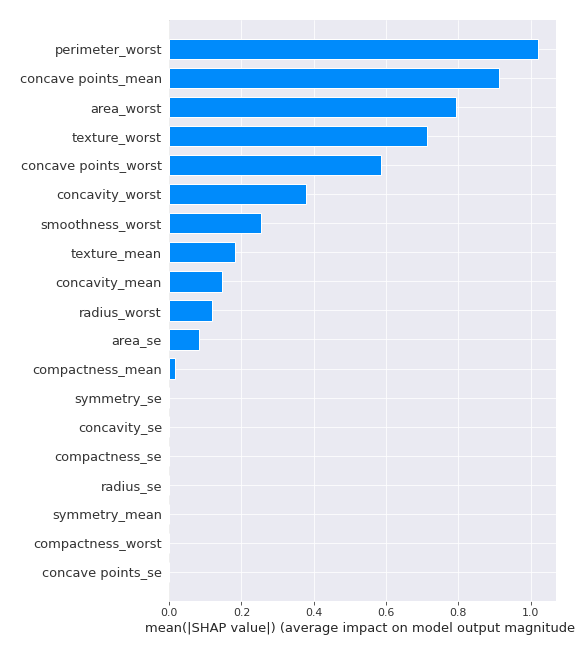 perimeter_worst
concave points_mean
area_worst
texture_worst
concave points_worst
concavity_worst
smoothness_worst
texture_mean
concavity_mean
radius_worst
area_se
compactness_mean
symmetry_se
concavity_se
compactness_se
radius_se
symmetry_mean
compactness_worst
concave points_se
0.0 0.2 0.4 0.6 0.8 1.0
mean(|SHAP value|) (average impact on model output magnitude